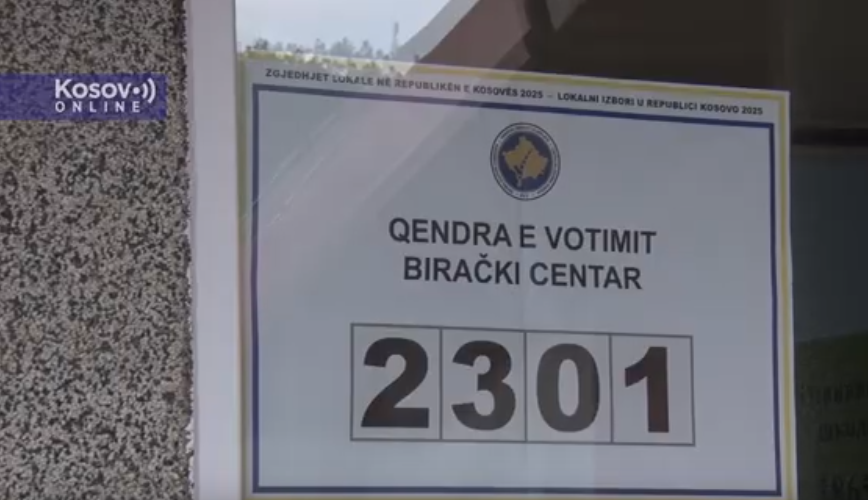 Kosovo
ONLINE
ZGJEDHJET LOKALE NË REPUBLIKËN E KOSOVËS 2025 – LOKALNI IZBORI U REPUBLICI KOSOVO 2025
QENDRA E VOTIMIT
BIRAČKI CENTAR
2301